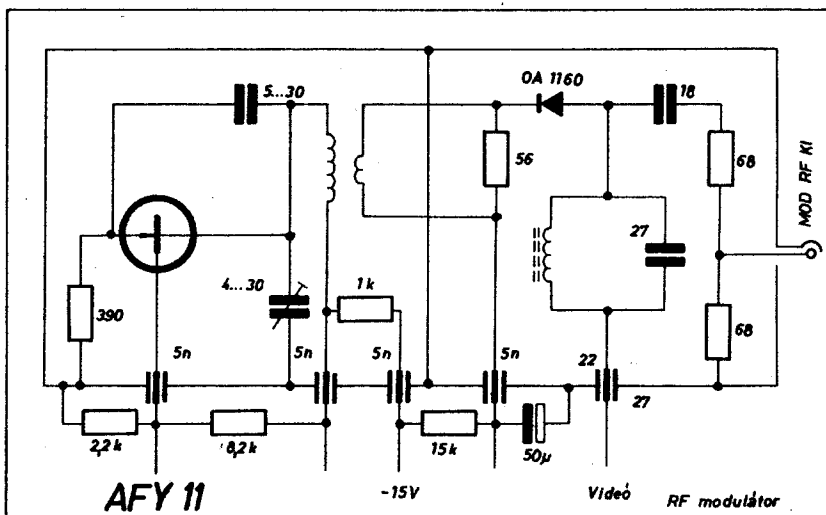 OA 1160
5...30
18
56
68
MOD RF KI
27
4...30
1k
390
5n
5n
5n
5n
22
68
27
2,2k
8,2k
15k
50µ
AFY 11
-15V
Videó
RF modulátor